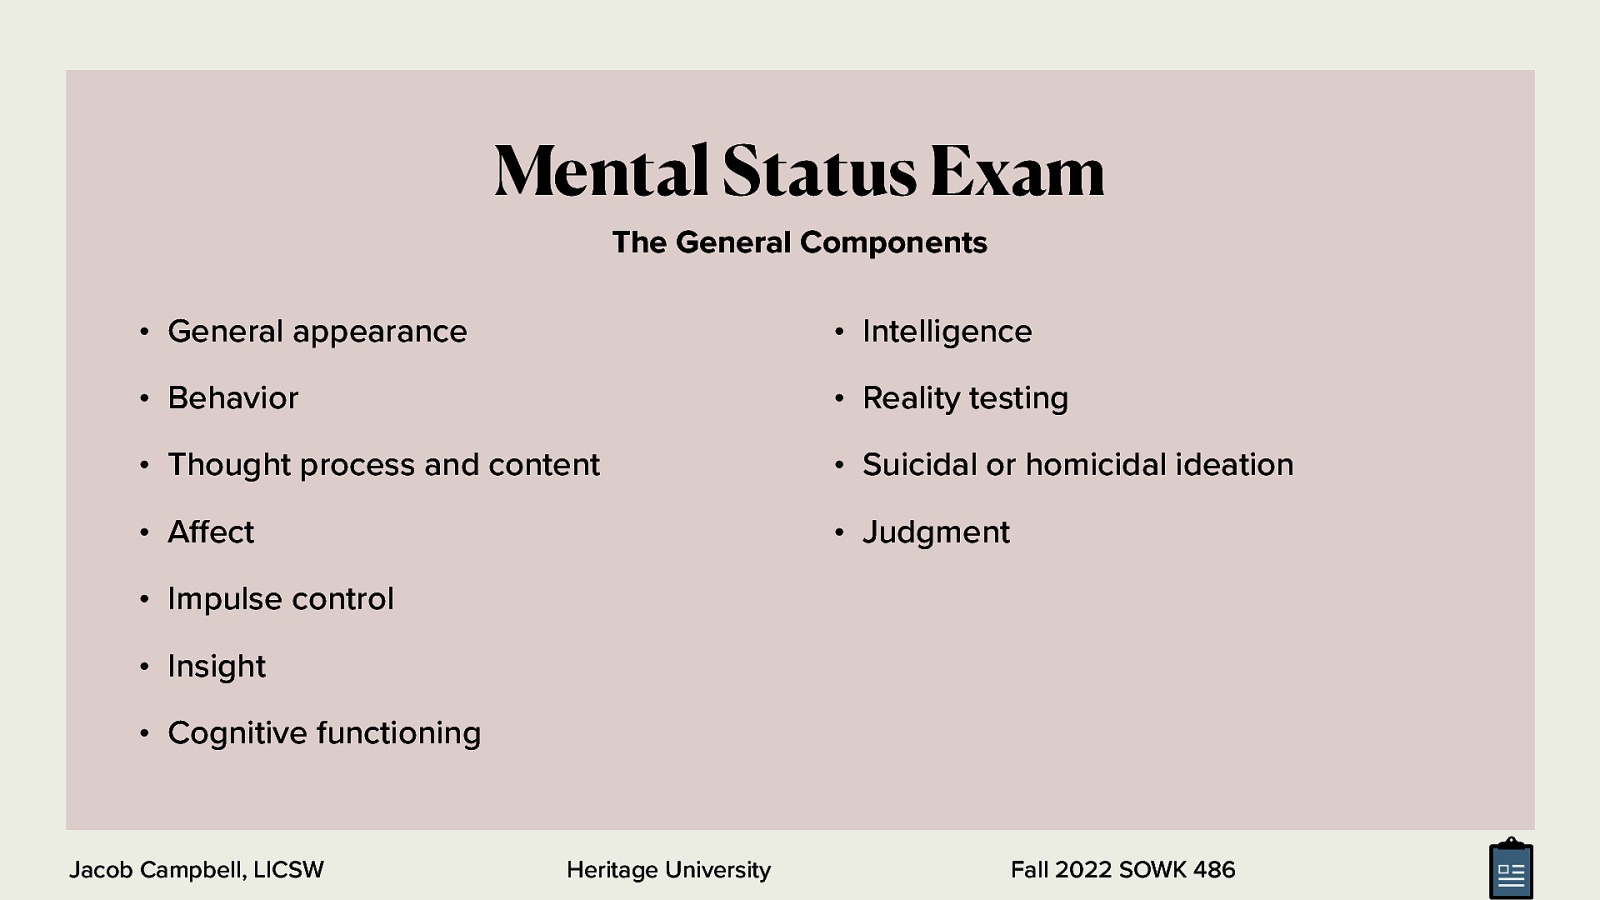 Mental Status Exam
The General Components
• General appearance
• Behavior
• Thought process and content
• Affect
• Impulse control
• Insight
• Cognitive functioning
• Intelligence
• Reality testing
• Suicidal or homicidal ideation
• Judgment
Jacob Campbell, LICSW
Heritage University
Fall 2022 SOWK 486